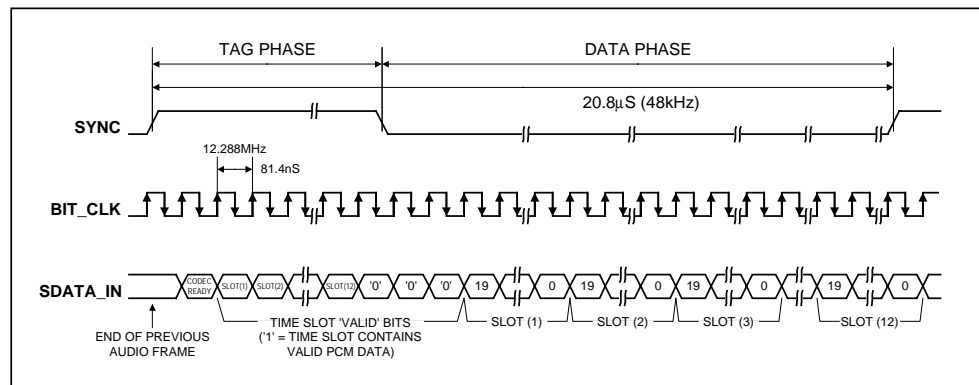 TAG PHASE
DATA PHASE
20.8µS (48kHz)
SYNC
12.288MHz
81.4nS
BIT_CLK
SDATA_IN
CODEC
READY
SLOT(1)
SLOT(2)
SLOT(12)
'0'
'0'
'0'
19
0
19
0
19
0
19
0
END OF PREVIOUS
AUDIO FRAME
TIME SLOT 'VALID' BITS
('1' = TIME SLOT CONTAINS
VALID PCM DATA)
SLOT (1)
SLOT (2)
SLOT (3)
SLOT (12)